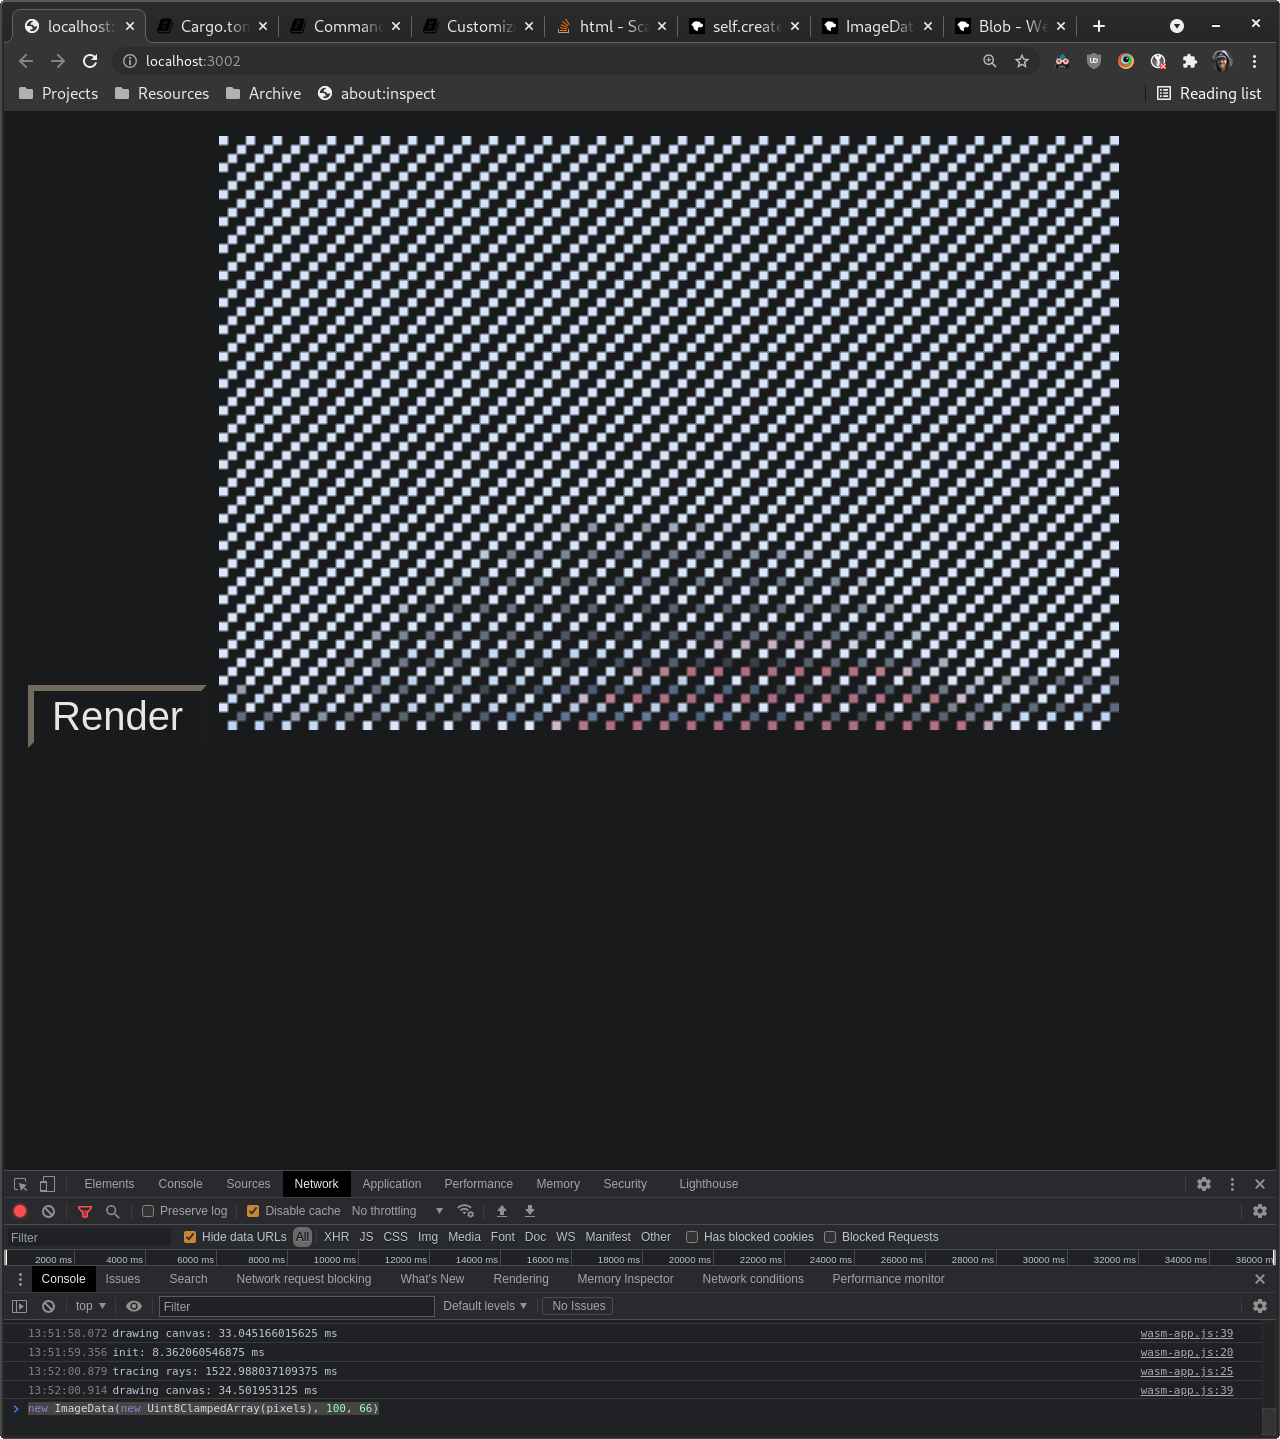 localhost: Cargo.tom Comman Customizi html - Sca self.create ImageDat Blob - We
localhost:3002
Projects Resources Archive about:inspect Reading list
Render
Elements Console Sources Network Application Performance Memory Security Lighthouse
Preserve log Disable cache No throttling
Filter Hide data URLs All XHR JS CSS Img Media Font Doc WS Manifest Other Has blocked cookies Blocked Requests
2000 ms 4000 ms 6000 ms 8000 ms 10000 ms 12000 ms 14000 ms 16000 ms 18000 ms 20000 ms 22000 ms 24000 ms 26000 ms 28000 ms 30000 ms 32000 ms 34000 ms 36000 m
Console Issues Search Network request blocking What's New Rendering Memory Inspector Network conditions Performance monitor
top Filter Default levels No Issues
13:51:58.072 drawing canvas: 33.045166015625 ms wasm-app.js:39
13:51:59.356 init: 8.362060546875 ms wasm-app.js:20
13:52:00.879 tracing rays: 1522.988037109375 ms wasm-app.js:25
13:52:00.914 drawing canvas: 34.501953125 ms wasm-app.js:39
new ImageData(new Uint8ClampedArray(pixels), 100, 66)